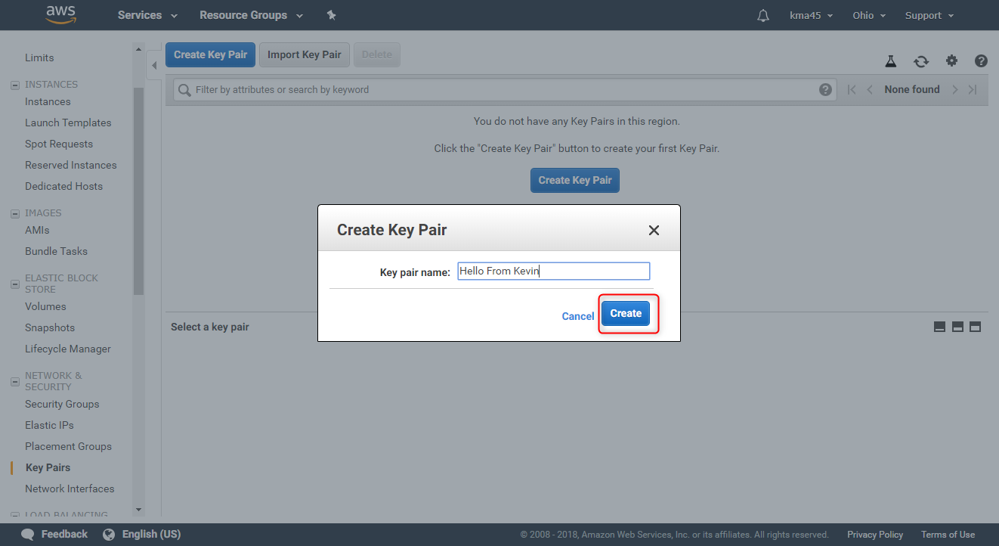 aws
Services
Resource Groups
kma45
Ohio
Support
Limits
INSTANCES
Instances
Launch Templates
Spot Requests
Reserved Instances
Dedicated Hosts
IMAGES
AMIs
Bundle Tasks
ELASTIC BLOCK
STORE
Volumes
Snapshots
Lifecycle Manager
NETWORK &
SECURITY
Security Groups
Elastic IPs
Placement Groups
Key Pairs
Network Interfaces
LOAD BALANCING
Create Key Pair
Import Key Pair
Delete
Filter by attributes or search by keyword
None found
You do not have any Key Pairs in this region.
Click the "Create Key Pair" button to create your first Key Pair.
Create Key Pair
Create Key Pair
Key pair name:
Hello From Kevin
Cancel
Create
Select a key pair
Feedback
English (US)
© 2008 - 2018, Amazon Web Services, Inc. or its affiliates. All rights reserved.
Privacy Policy
Terms of Use